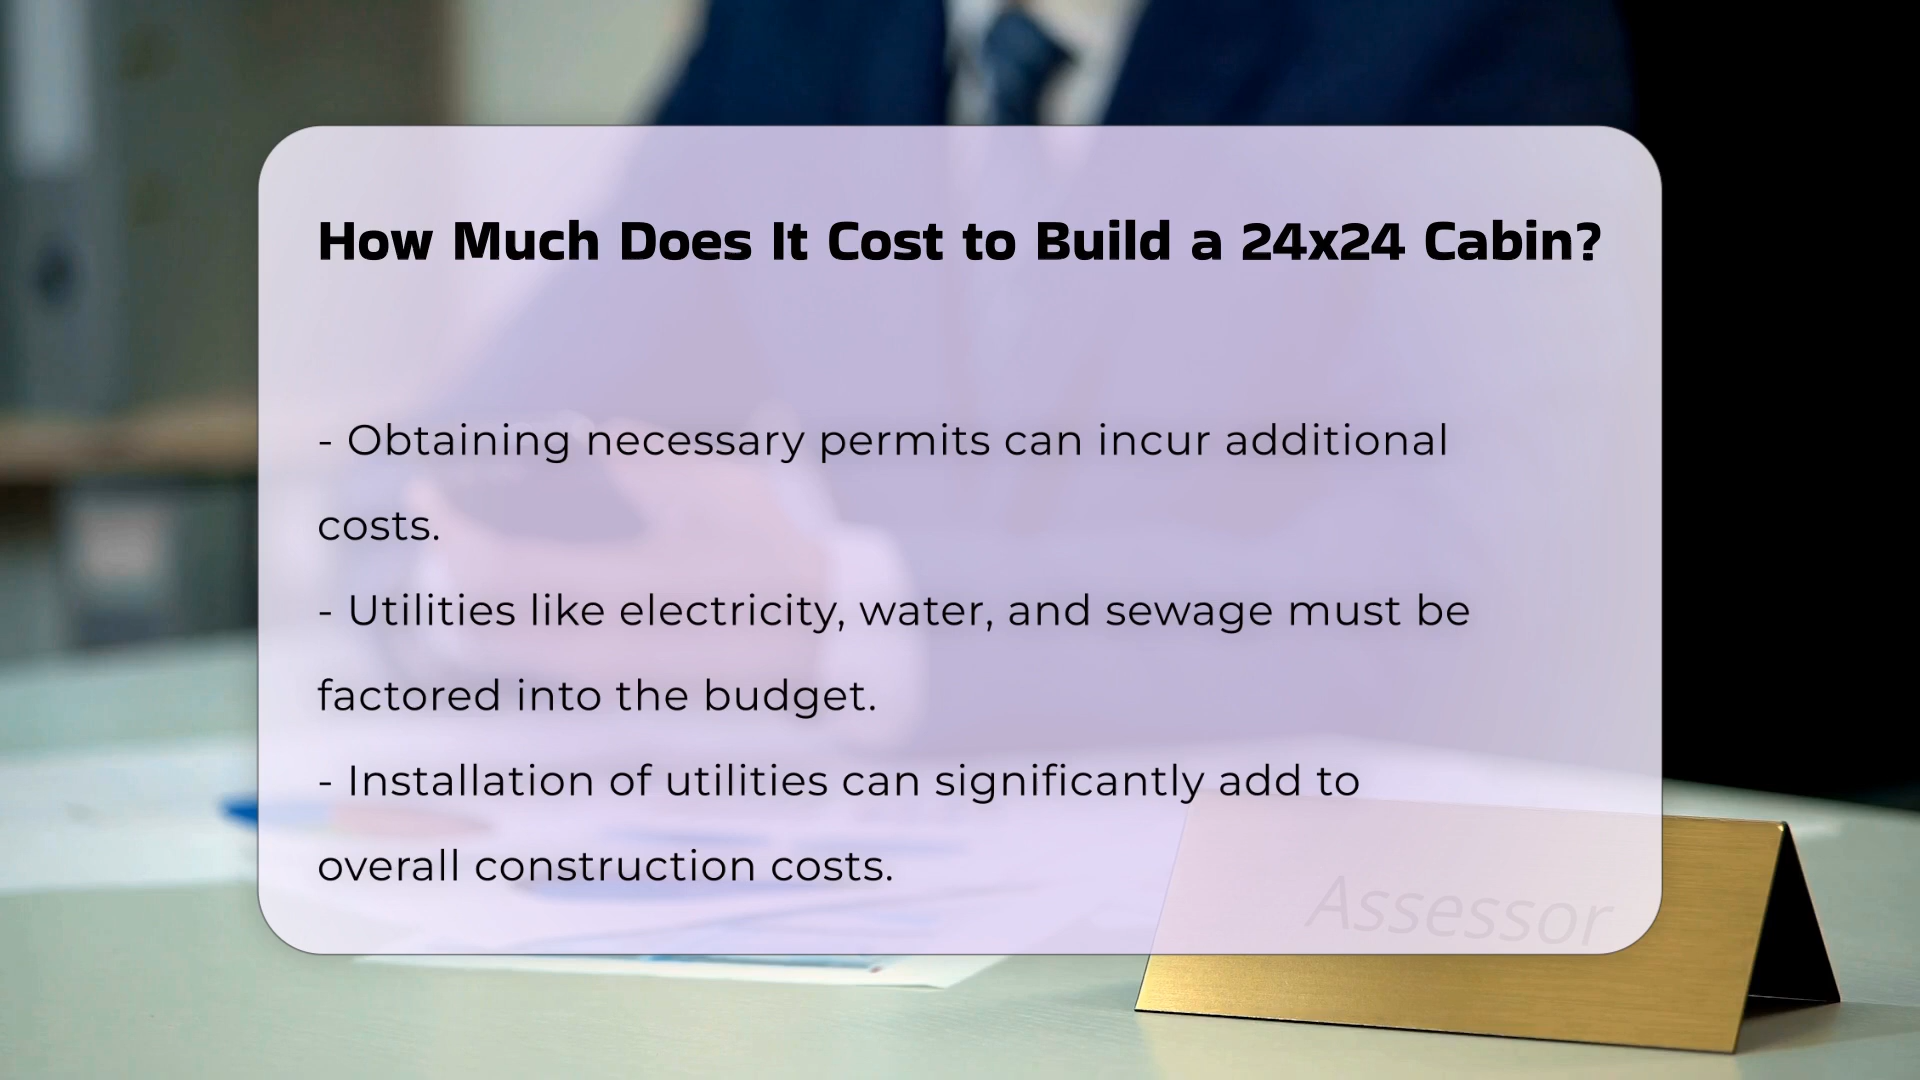 How Much Does It Cost to Build a 24x24 Cabin?
- Obtaining necessary permits can incur additional
costs.
- Utilities like electricity, water, and sewage must be
factored into the budget.
- Installation of utilities can significantly add to
overall construction costs.
Assessor